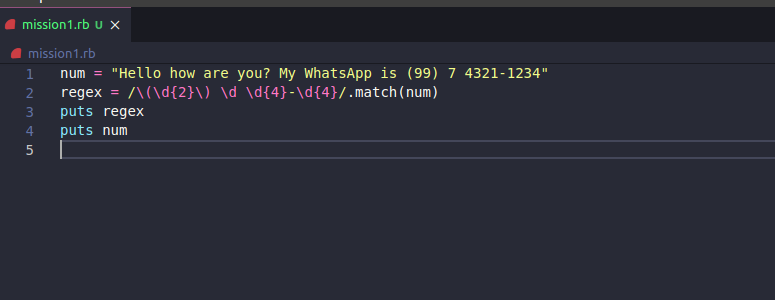 mission1.rb U ×
mission1.rb
1 num = "Hello how are you? My WhatsApp is (99) 7 4321-1234"
2 regex = /\(\d{2}\) \d \d{4}-\d{4}/.match(num)
3 puts regex
4 puts num
5